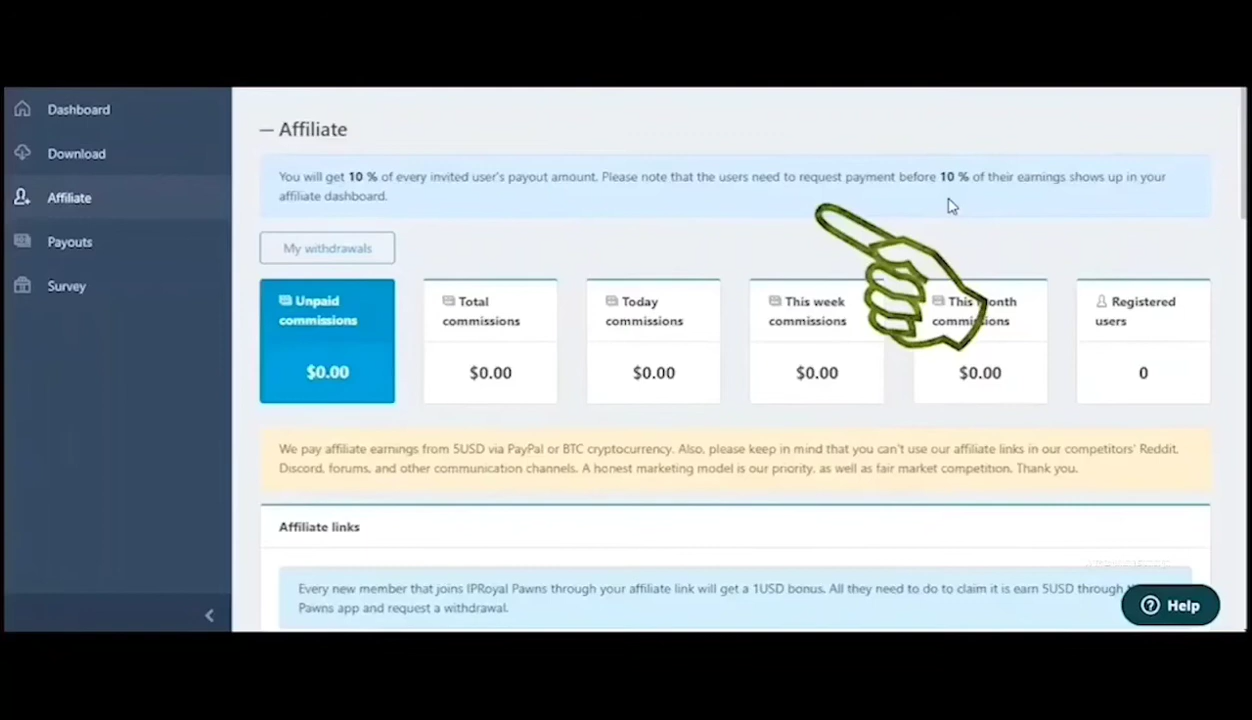 Dashboard
Download
Affiliate
Payouts
Survey
— Affiliate
You will get 10 % of every invited user's payout amount. Please note that the users need to request payment before 10 % of their earnings shows up in your
affiliate dashboard.
My withdrawals
Unpaid
commissions
$0.00
Total
commissions
$0.00
Today
commissions
$0.00
This week
commissions
$0.00
This month
commissions
$0.00
Registered
users
0
We pay affiliate earnings from 5USD via PayPal or BTC cryptocurrency. Also, please keep in mind that you can't use our affiliate links in our competitors' Reddit,
Discord, forums, and other communication channels. A honest marketing model is our priority, as well as fair market competition. Thank you.
Affiliate links
Every new member that joins IPRoyal Pawns through your affiliate link will get a 1USD bonus. All they need to do to claim it is earn 5USD through
Pawns app and request a withdrawal.
Help